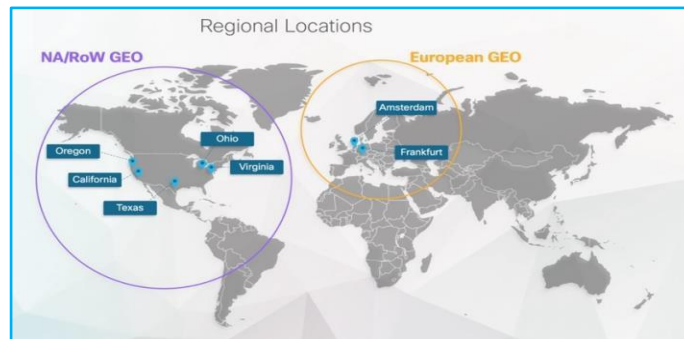 Regional Locations
NA/RoW GEO
European GEO
Amsterdam
Ohio
Oregon
Frankfurt
Virginia
California
Texas